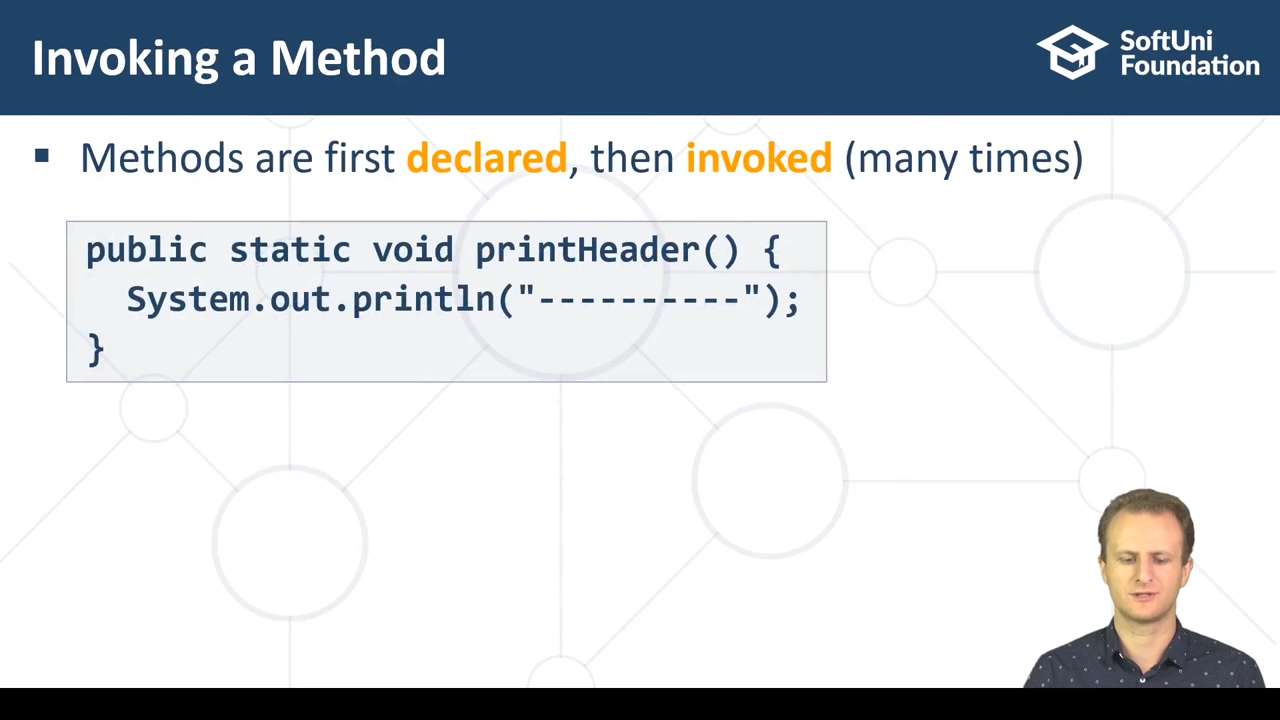 Invoking a Method
SoftUni
Foundation
▪ Methods are first declared, then invoked (many times)
public static void printHeader() {
  System.out.println("----------");
}